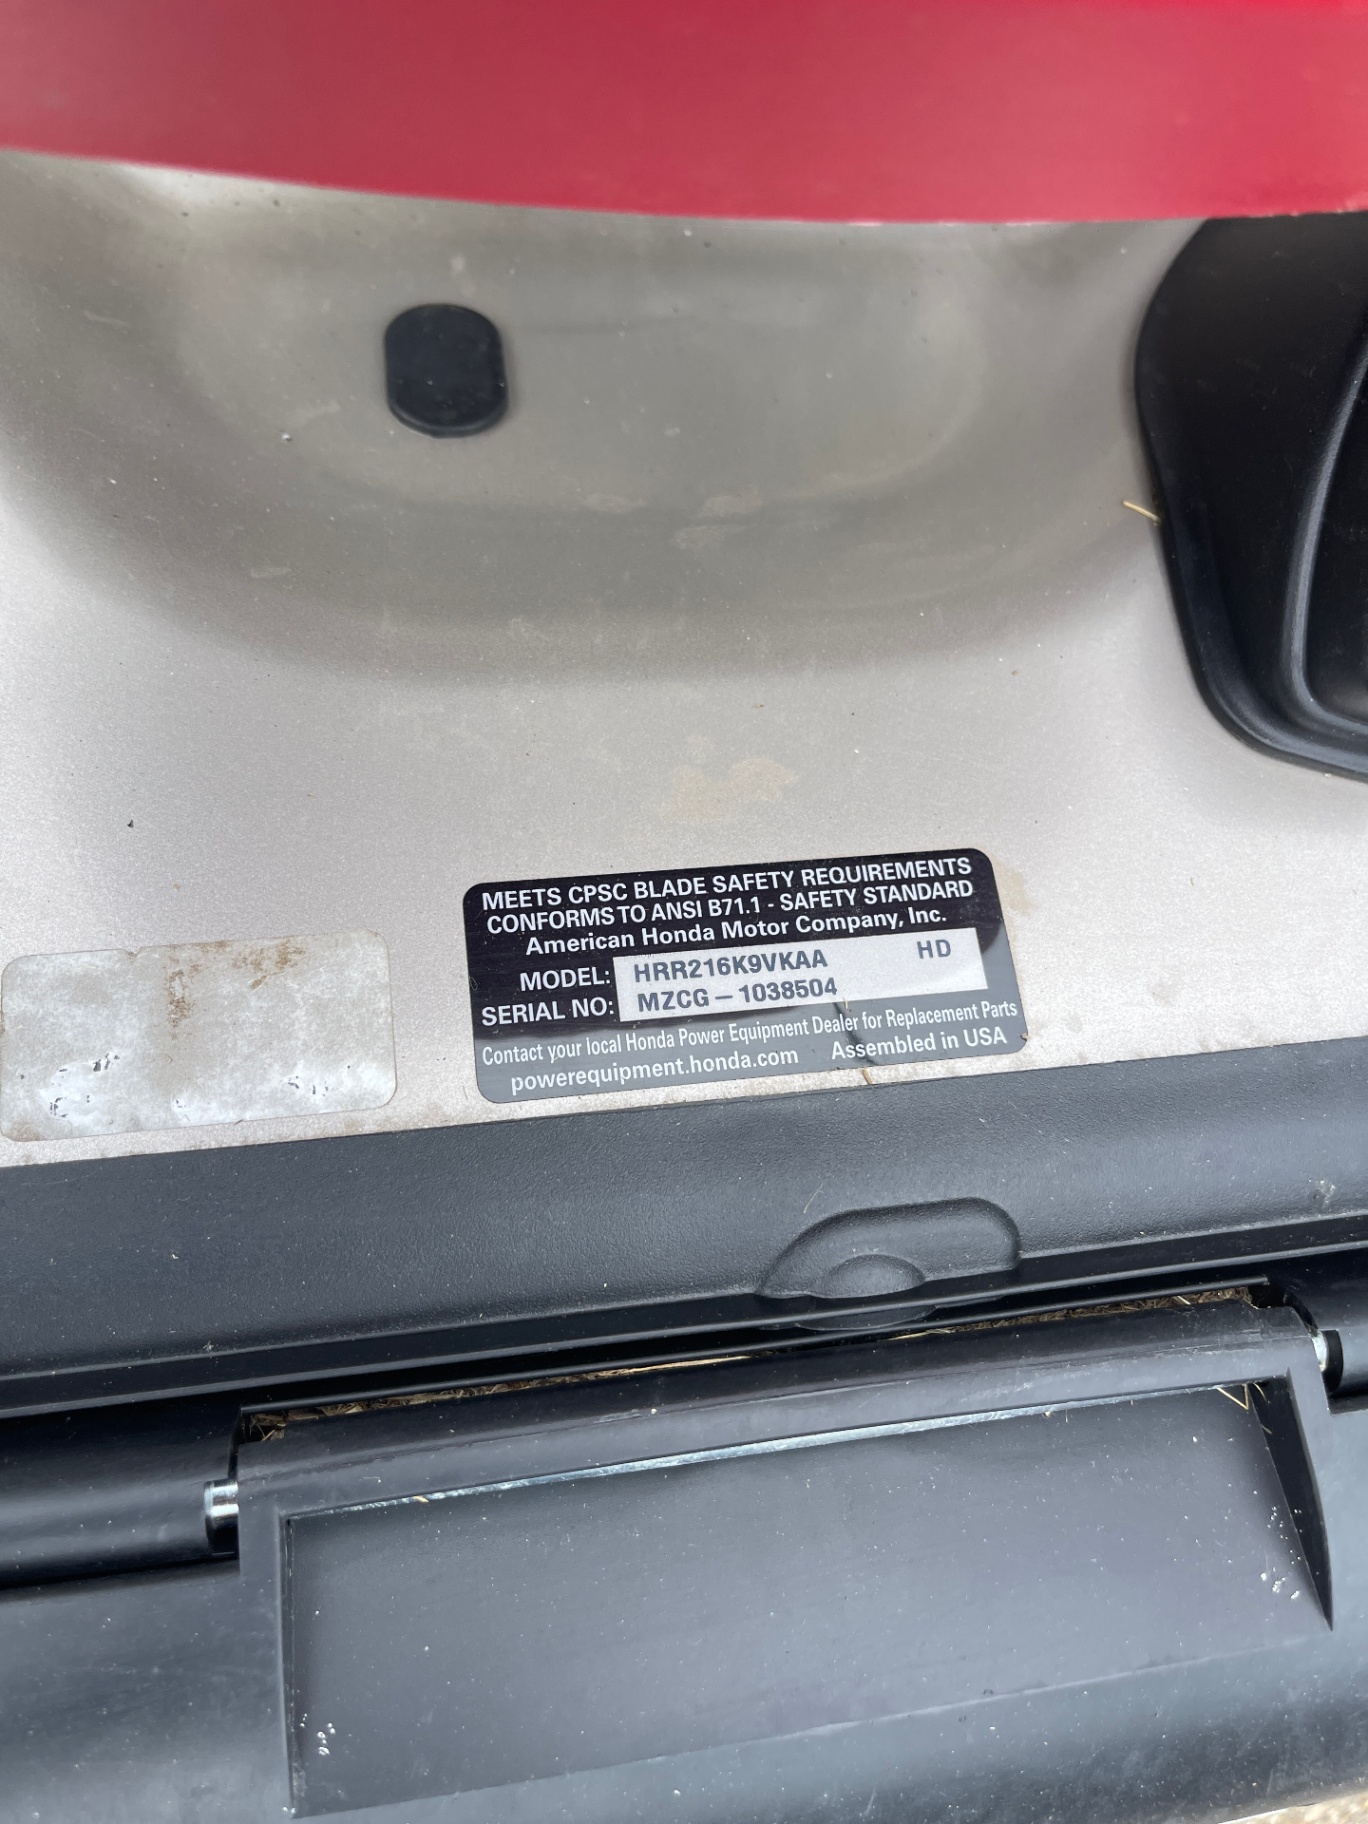 MEETS CPSC BLADE SAFETY REQUIREMENTS
CONFORMS TO ANSI B71.1 - SAFETY STANDARD
American Honda Motor Company, Inc.
MODEL: HRR216K9VKAA HD
SERIAL NO: MZCG – 1038504
Contact your local Honda Power Equipment Dealer for Replacement Parts
powerequipment.honda.com Assembled in USA